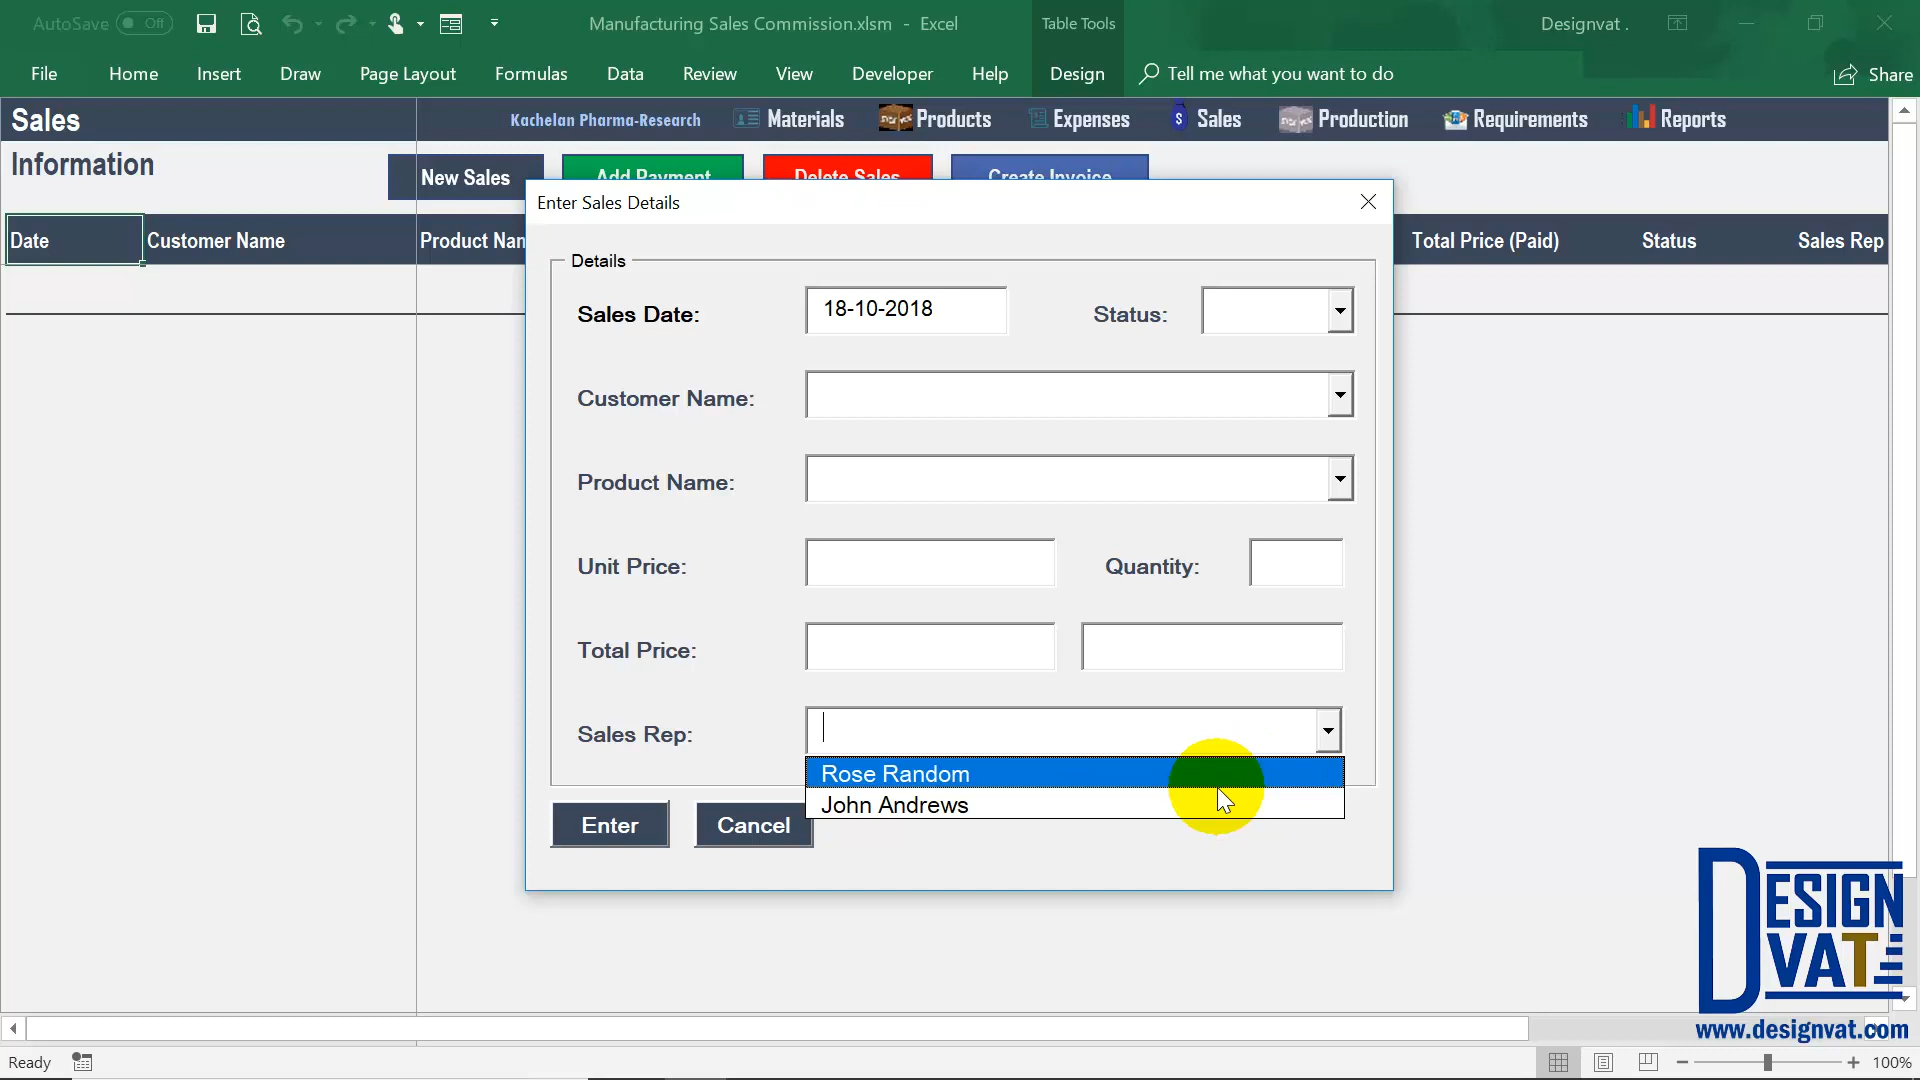 AutoSave Off Manufacturing Sales Commission.xlsm - Excel Table Tools Designvat .
File Home Insert Draw Page Layout Formulas Data Review View Developer Help Design Tell me what you want to do Share
Sales Kachelan Pharma-Research Materials Products Expenses Sales Production Requirements Reports
Information
New Sales Add Payment Delete Sales Create Invoice
Enter Sales Details
Date Customer Name Product Nam Total Price (Paid) Status Sales Rep
Details
Sales Date: 18-10-2018 Status:
Customer Name:
Product Name:
Unit Price: Quantity:
Total Price:
Sales Rep:
Rose Random
John Andrews
Enter Cancel
DESIGN
VAT
www.designvat.com
Ready 100%